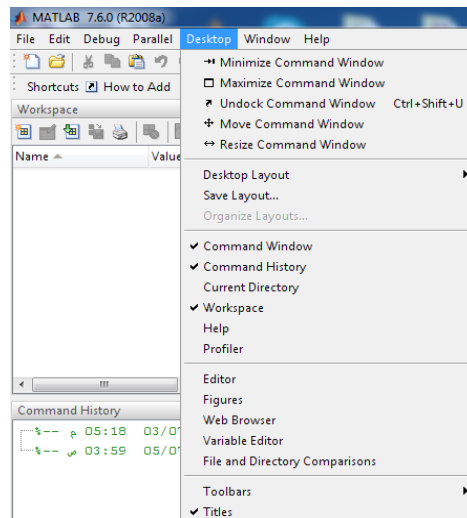 MATLAB 7.6.0 (R2008a)
File Edit Debug Parallel Desktop Window Help
Shortcuts How to Add
Workspace
Name Value
Minimize Command Window
Maximize Command Window
Undock Command Window Ctrl+Shift+U
Move Command Window
Resize Command Window
Desktop Layout
Save Layout...
Organize Layouts...
Command Window
Command History
Current Directory
Workspace
Help
Profiler
Editor
Figures
Web Browser
Variable Editor
File and Directory Comparisons
Toolbars
Titles
Command History
%-- م 05:18 03/07
%-- ص 03:59 05/07